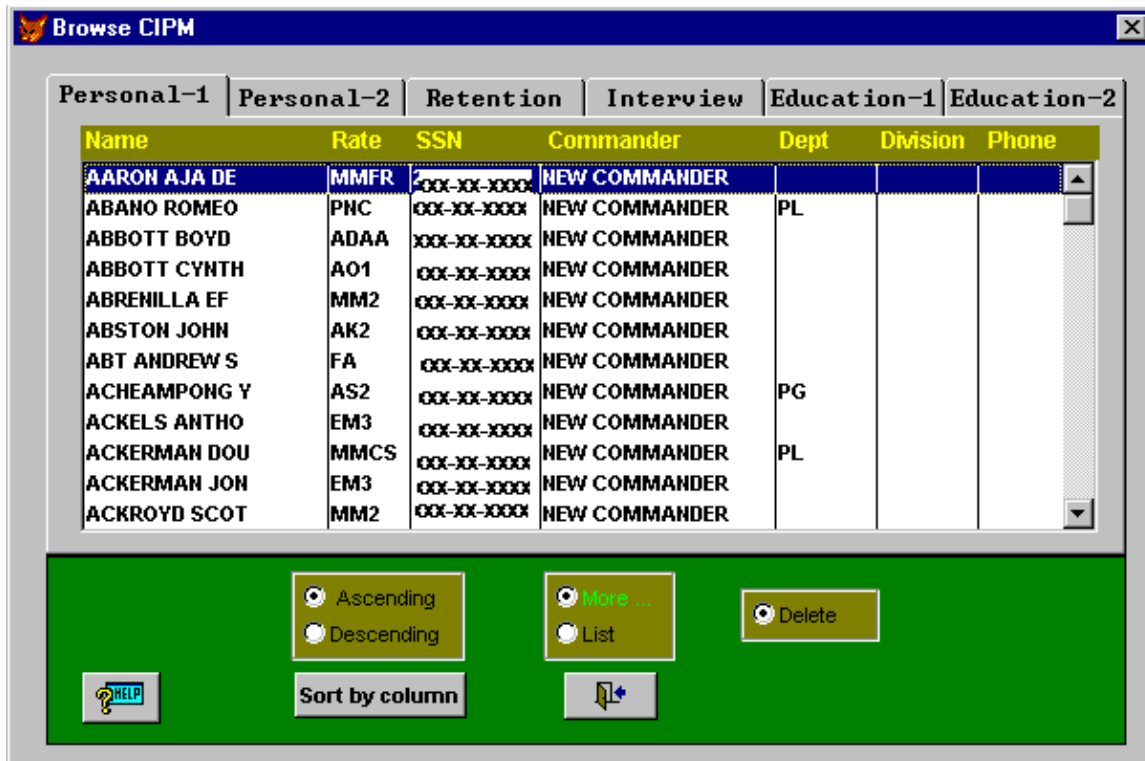 Browse CIPM
Personal-1 Personal-2 Retention Interview Education-1 Education-2
Name Rate SSN Commander Dept Division Phone
AARON AJA DE MMFR 2xxx-xx-xxxx NEW COMMANDER
ABANO ROMEO PNC xxx-xx-xxxx NEW COMMANDER PL
ABBOTT BOYD ADAA xxx-xx-xxxx NEW COMMANDER
ABBOTT CYNTH AO1 xxx-xx-xxxx NEW COMMANDER
ABRENILLA EF MM2 xxx-xx-xxxx NEW COMMANDER
ABSTON JOHN AK2 xxx-xx-xxxx NEW COMMANDER
ABT ANDREW S FA xxx-xx-xxxx NEW COMMANDER
ACHEAMPONG Y AS2 xxx-xx-xxxx NEW COMMANDER PG
ACKELS ANTHO EM3 xxx-xx-xxxx NEW COMMANDER
ACKERMAN DOU MMCS xxx-xx-xxxx NEW COMMANDER PL
ACKERMAN JON EM3 xxx-xx-xxxx NEW COMMANDER
ACKROYD SCOT MM2 xxx-xx-xxxx NEW COMMANDER
Ascending More ...
Delete
Descending List
HELP Sort by column